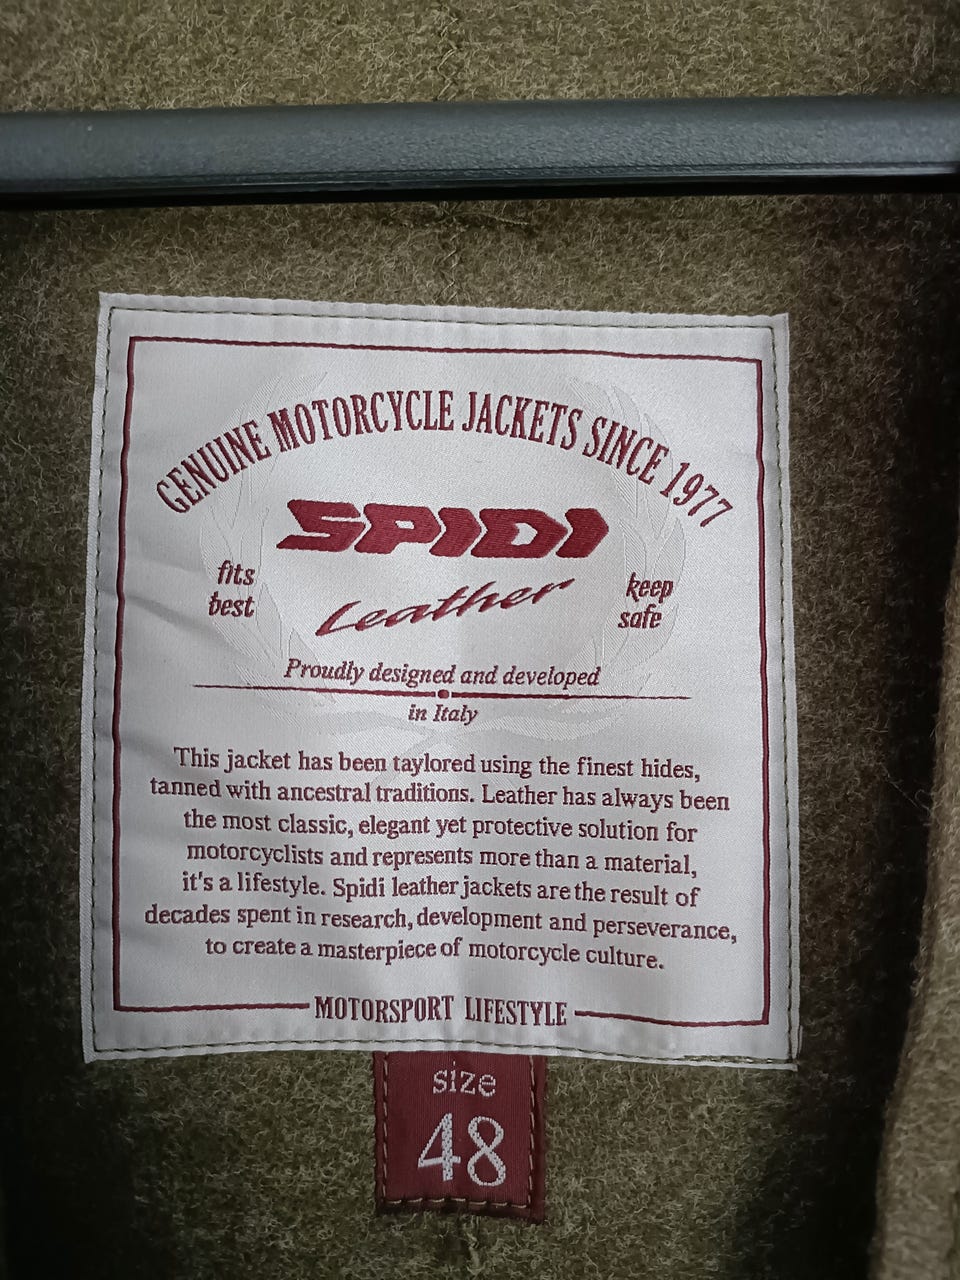 GENUINE MOTORCYCLE JACKETS SINCE 1977
SPIDI
Leather
fits
best
keep
safe
Proudly designed and developed
in Italy
This jacket has been taylored using the finest hides,
tanned with ancestral traditions. Leather has always been
the most classic, elegant yet protective solution for
motorcyclists and represents more than a material,
it's a lifestyle. Spidi leather jackets are the result of
decades spent in research, development and perseverance,
to create a masterpiece of motorcycle culture.
MOTORSPORT LIFESTYLE
size
48